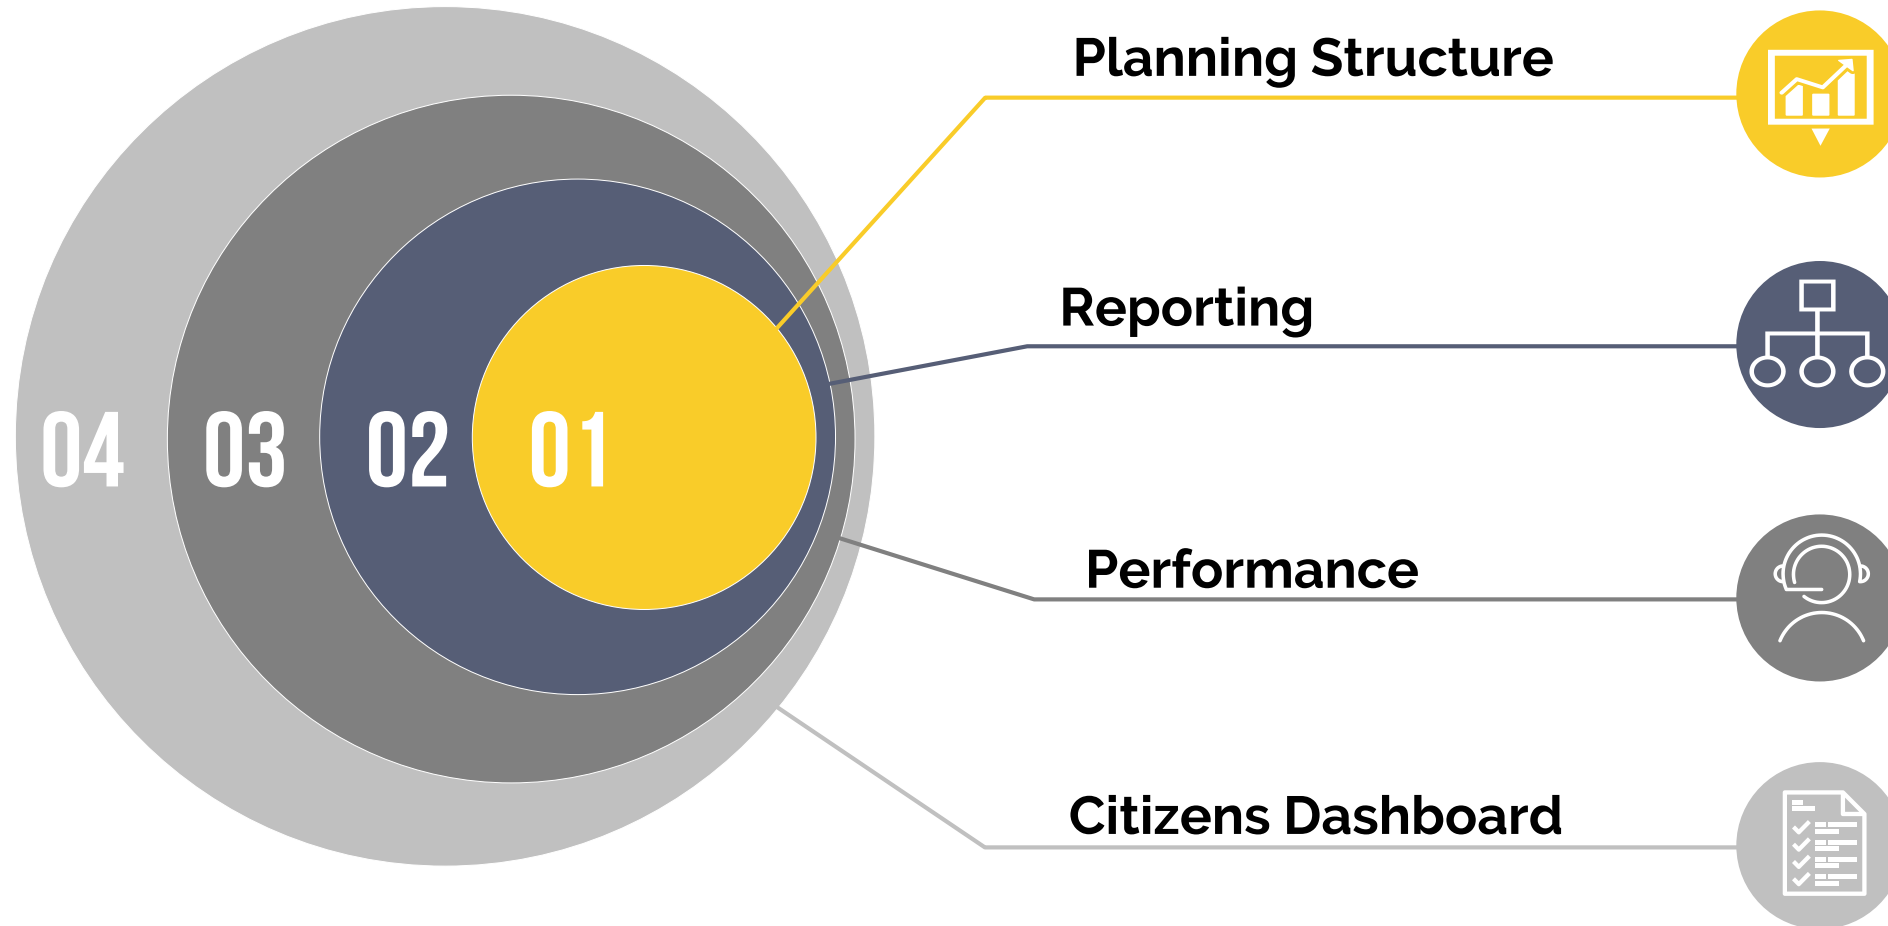 Planning Structure
Reporting
04 03 02 01
Performance
Citizens Dashboard